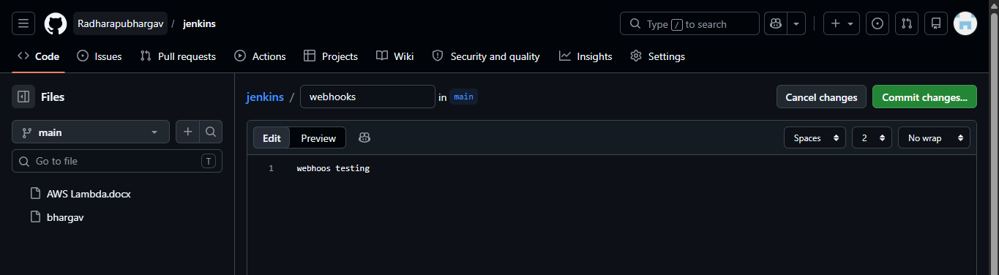 Radharapubhargav / jenkins
Type / to search
Code Issues Pull requests Actions Projects Wiki Security and quality Insights Settings
Files
jenkins / webhooks in main
Cancel changes Commit changes...
main
Edit Preview
Spaces 2 No wrap
Go to file T
1 webhoos testing
AWS Lambda.docx
bhargav